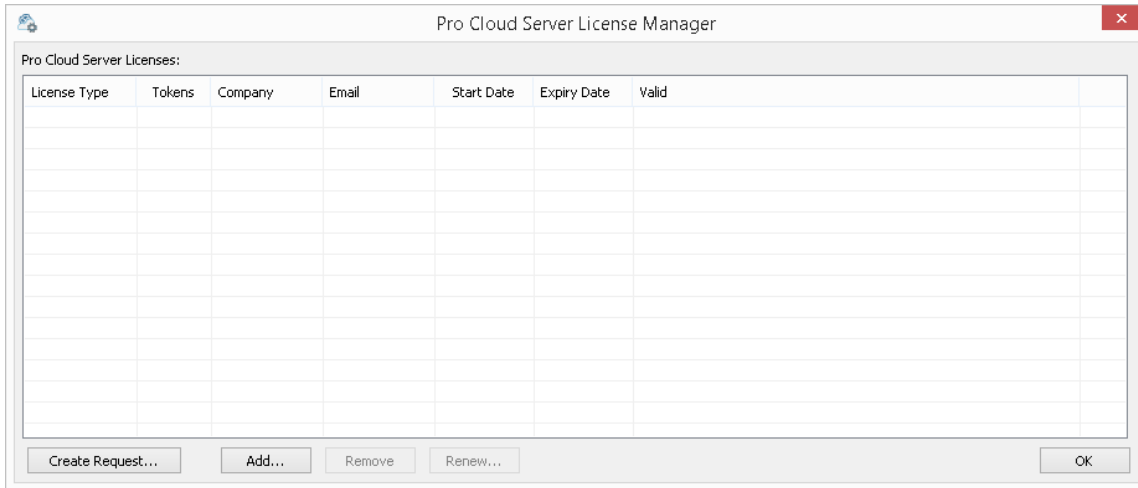 Pro Cloud Server License Manager
Pro Cloud Server Licenses:
License Type Tokens Company Email Start Date Expiry Date Valid
Create Request... Add... Remove Renew... OK